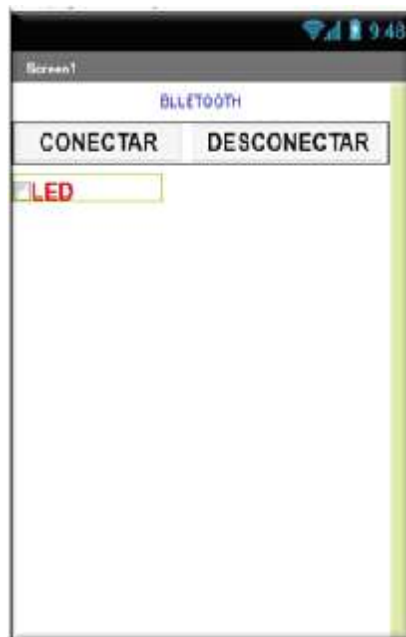 9:48
Screen1
BLLETOOTH
CONECTAR DESCONECTAR
LED